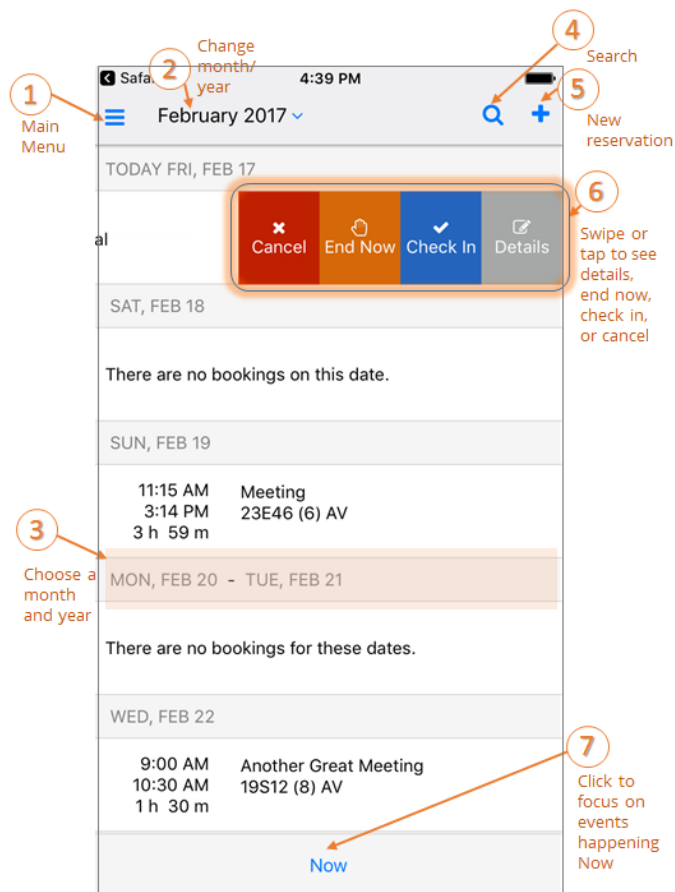 4
Change
month/
year
Search
Safa
2
4:39 PM
5
1
Main
Menu
February 2017
New
reservation
TODAY FRI, FEB 17
6
al
Cancel
End Now
Check In
Details
Swipe or
tap to see
details,
end now,
check in,
or cancel
SAT, FEB 18
There are no bookings on this date.
SUN, FEB 19
11:15 AM
3:14 PM
3 h 59 m
Meeting
23E46 (6) AV
3
Choose a
month
and year
MON, FEB 20 - TUE, FEB 21
There are no bookings for these dates.
WED, FEB 22
9:00 AM
10:30 AM
1 h 30 m
Another Great Meeting
19S12 (8) AV
7
Click to
focus on
events
happening
Now
Now